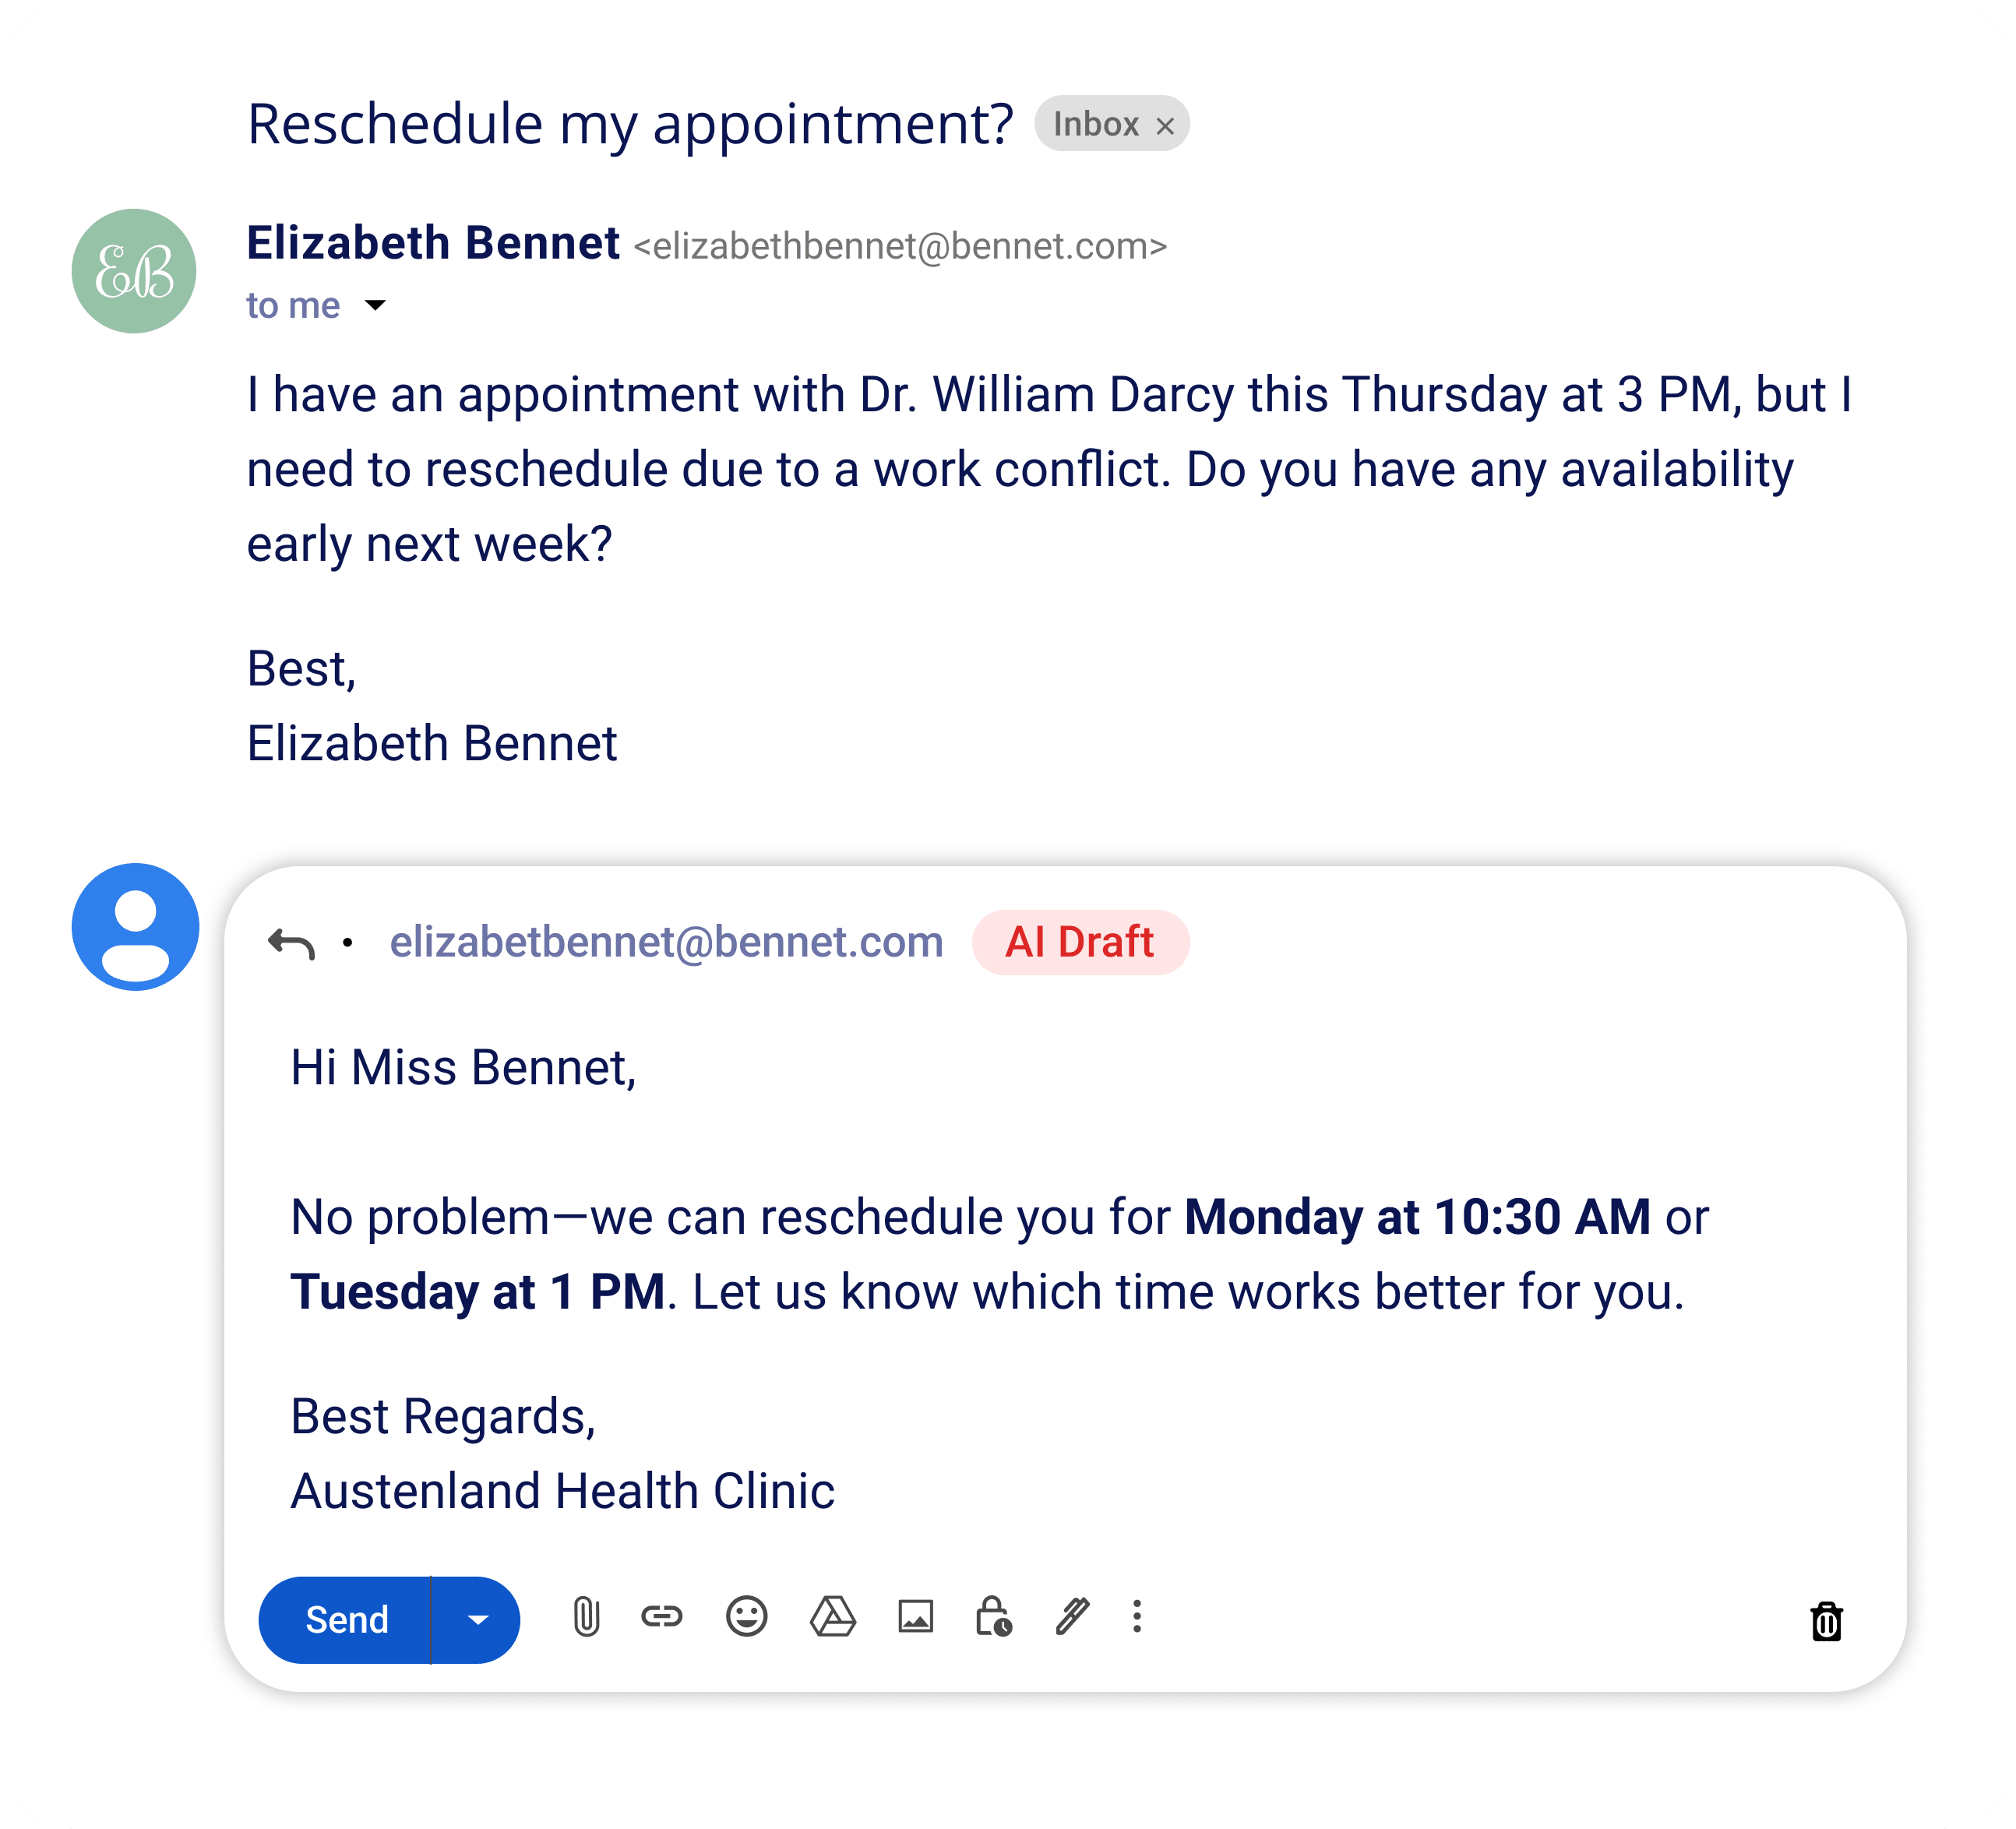 Reschedule my appointment? Inbox ×
EB
Elizabeth Bennet <elizabethbennet@bennet.com>
to me
I have an appointment with Dr. William Darcy this Thursday at 3 PM, but I
need to reschedule due to a work conflict. Do you have any availability
early next week?
Best,
Elizabeth Bennet
elizabetbennet@bennet.com AI Draft
Hi Miss Bennet,
No problem—we can reschedule you for Monday at 10:30 AM or
Tuesday at 1 PM. Let us know which time works better for you.
Best Regards,
Austenland Health Clinic
Send